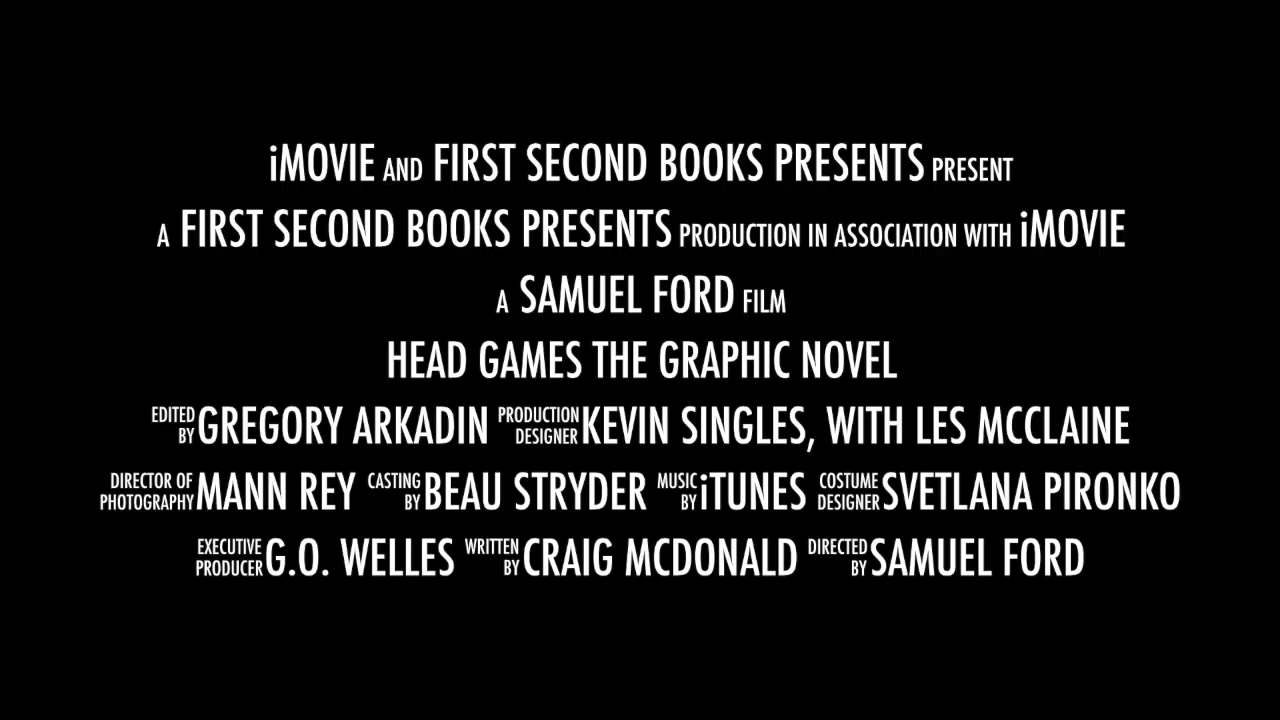 iMOVIE AND FIRST SECOND BOOKS PRESENTS PRESENT
A FIRST SECOND BOOKS PRESENTS PRODUCTION IN ASSOCIATION WITH iMOVIE
A SAMUEL FORD FILM
HEAD GAMES THE GRAPHIC NOVEL
EDITED BY GREGORY ARKADIN PRODUCTION DESIGNER KEVIN SINGLES, WITH LES MCCLAINE
DIRECTOR OF PHOTOGRAPHY MANN REY CASTING BY BEAU STRYDER MUSIC BY iTUNES COSTUME DESIGNER SVETLANA PIRONKO
EXECUTIVE PRODUCER G.O. WELLES WRITTEN BY CRAIG MCDONALD DIRECTED BY SAMUEL FORD